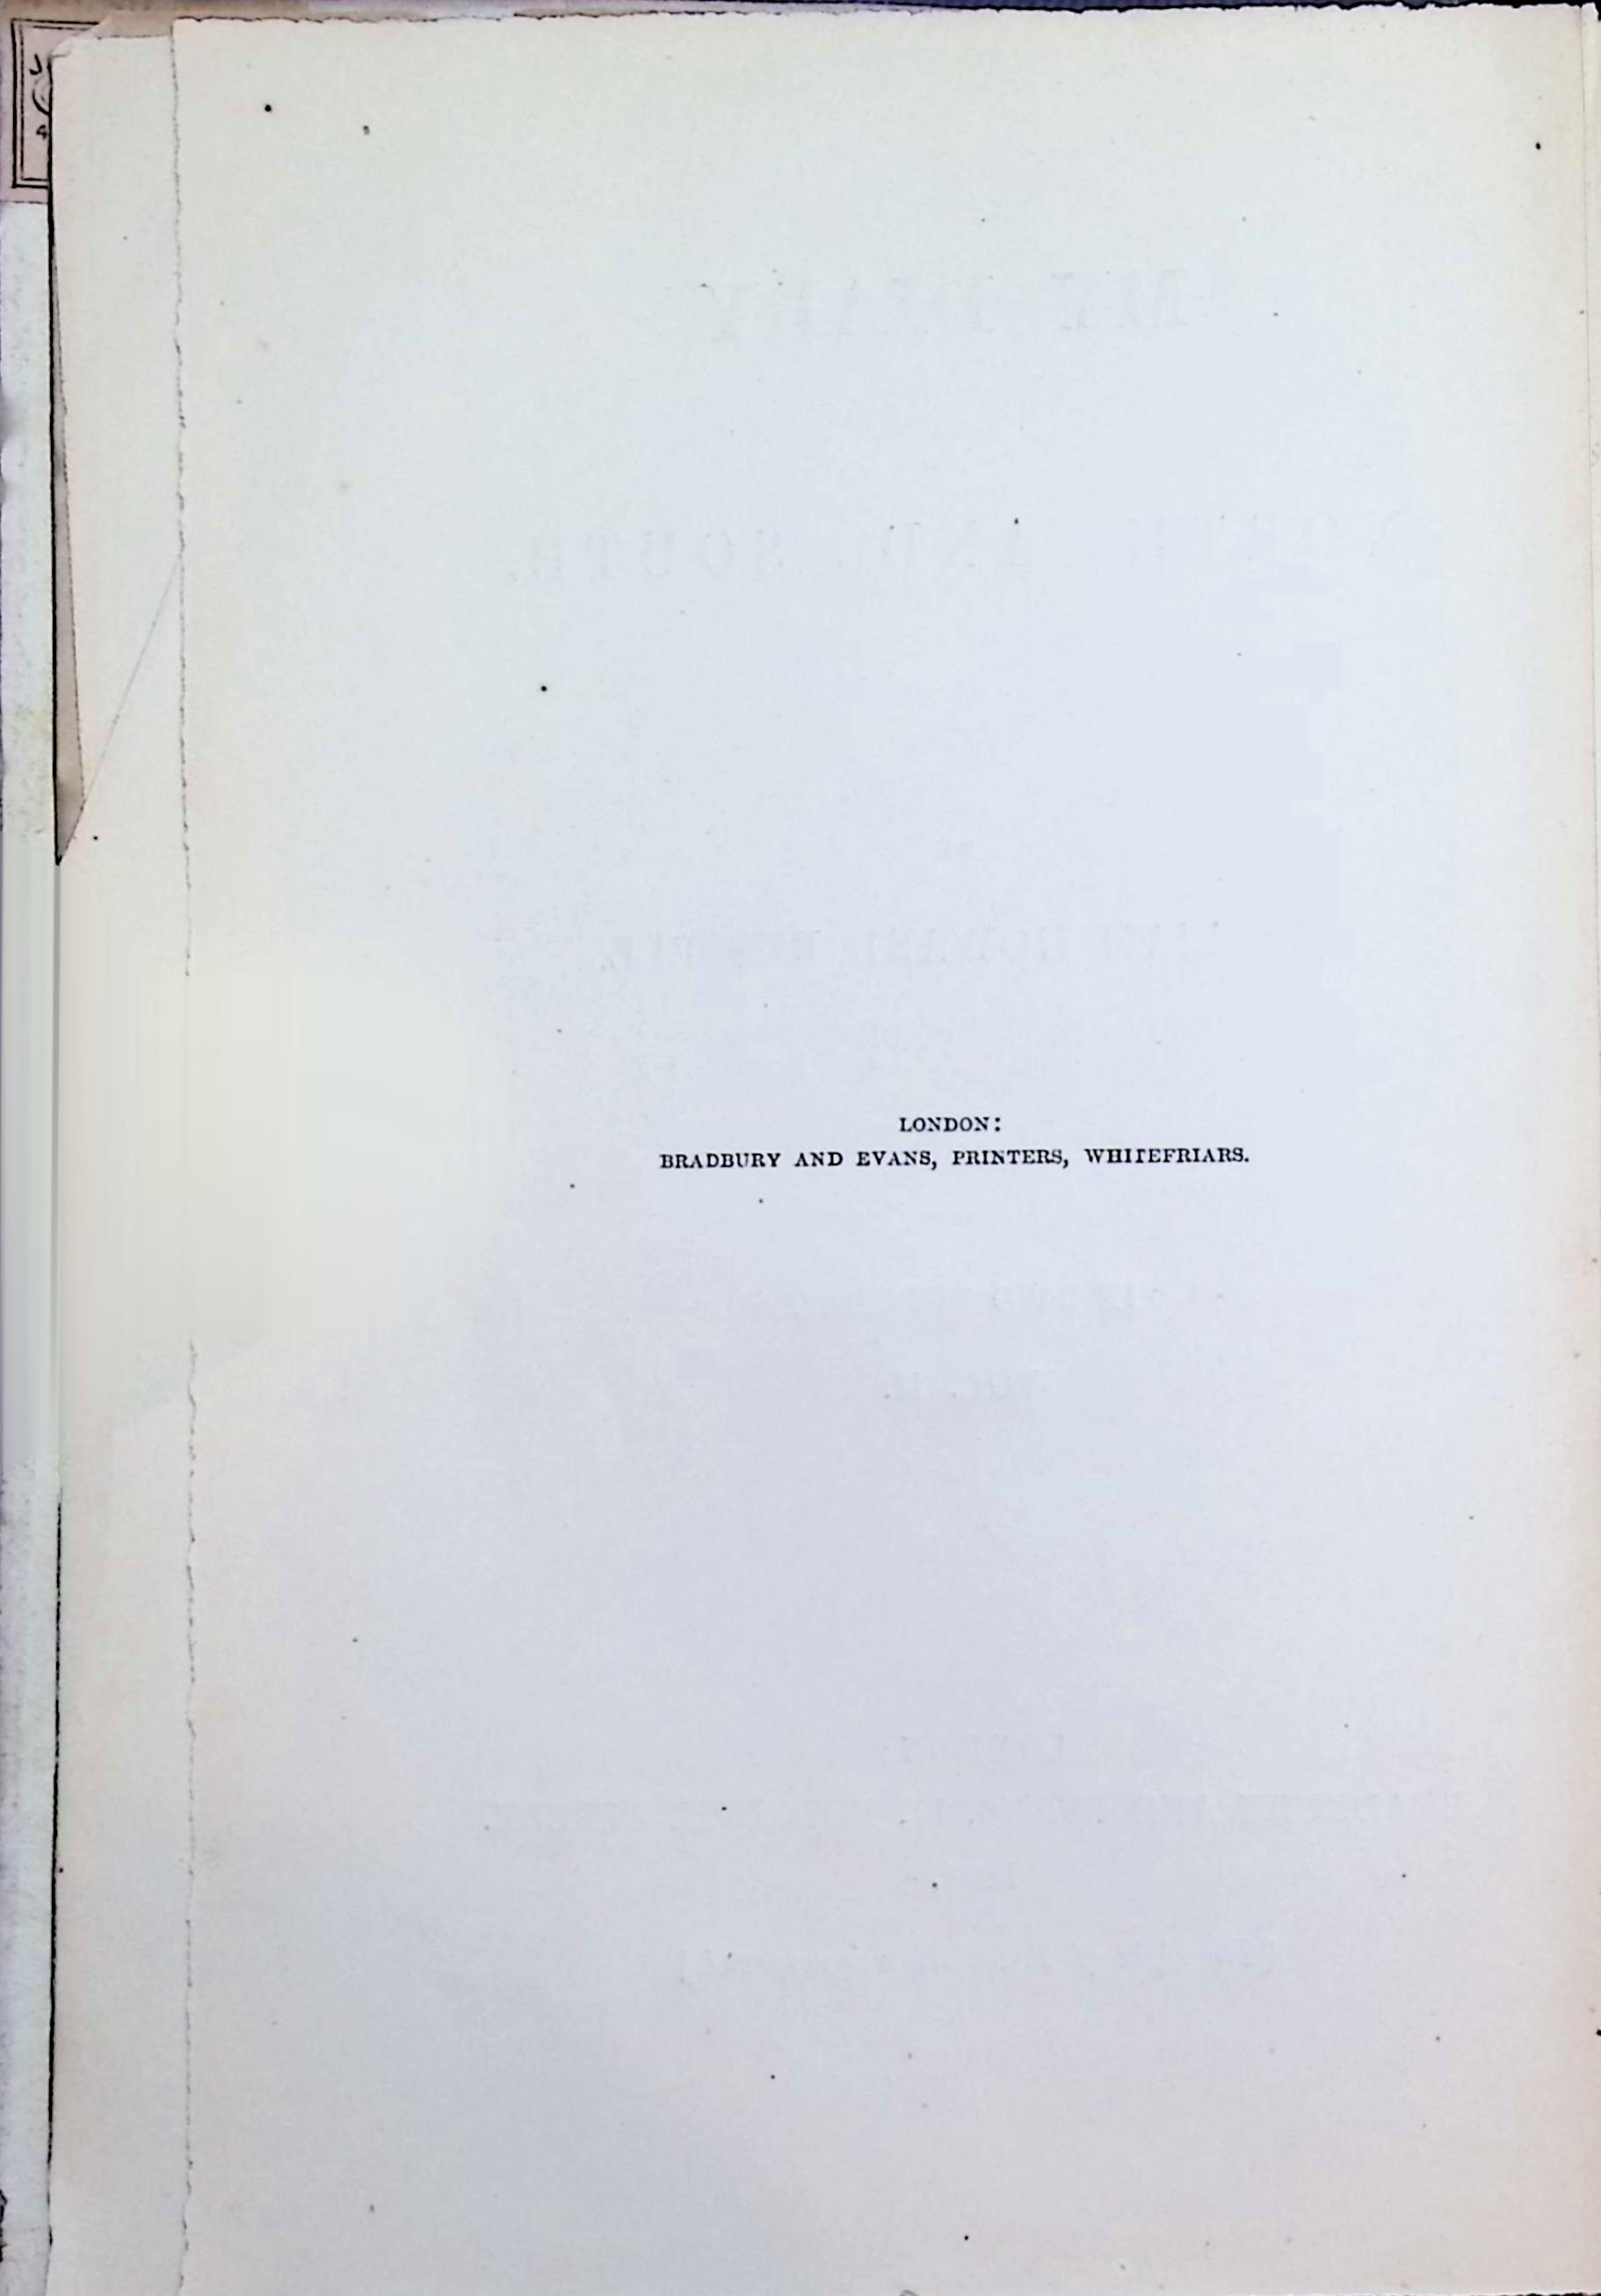 LONDON:
BRADBURY AND EVANS, PRINTERS, WHITEFRIARS.